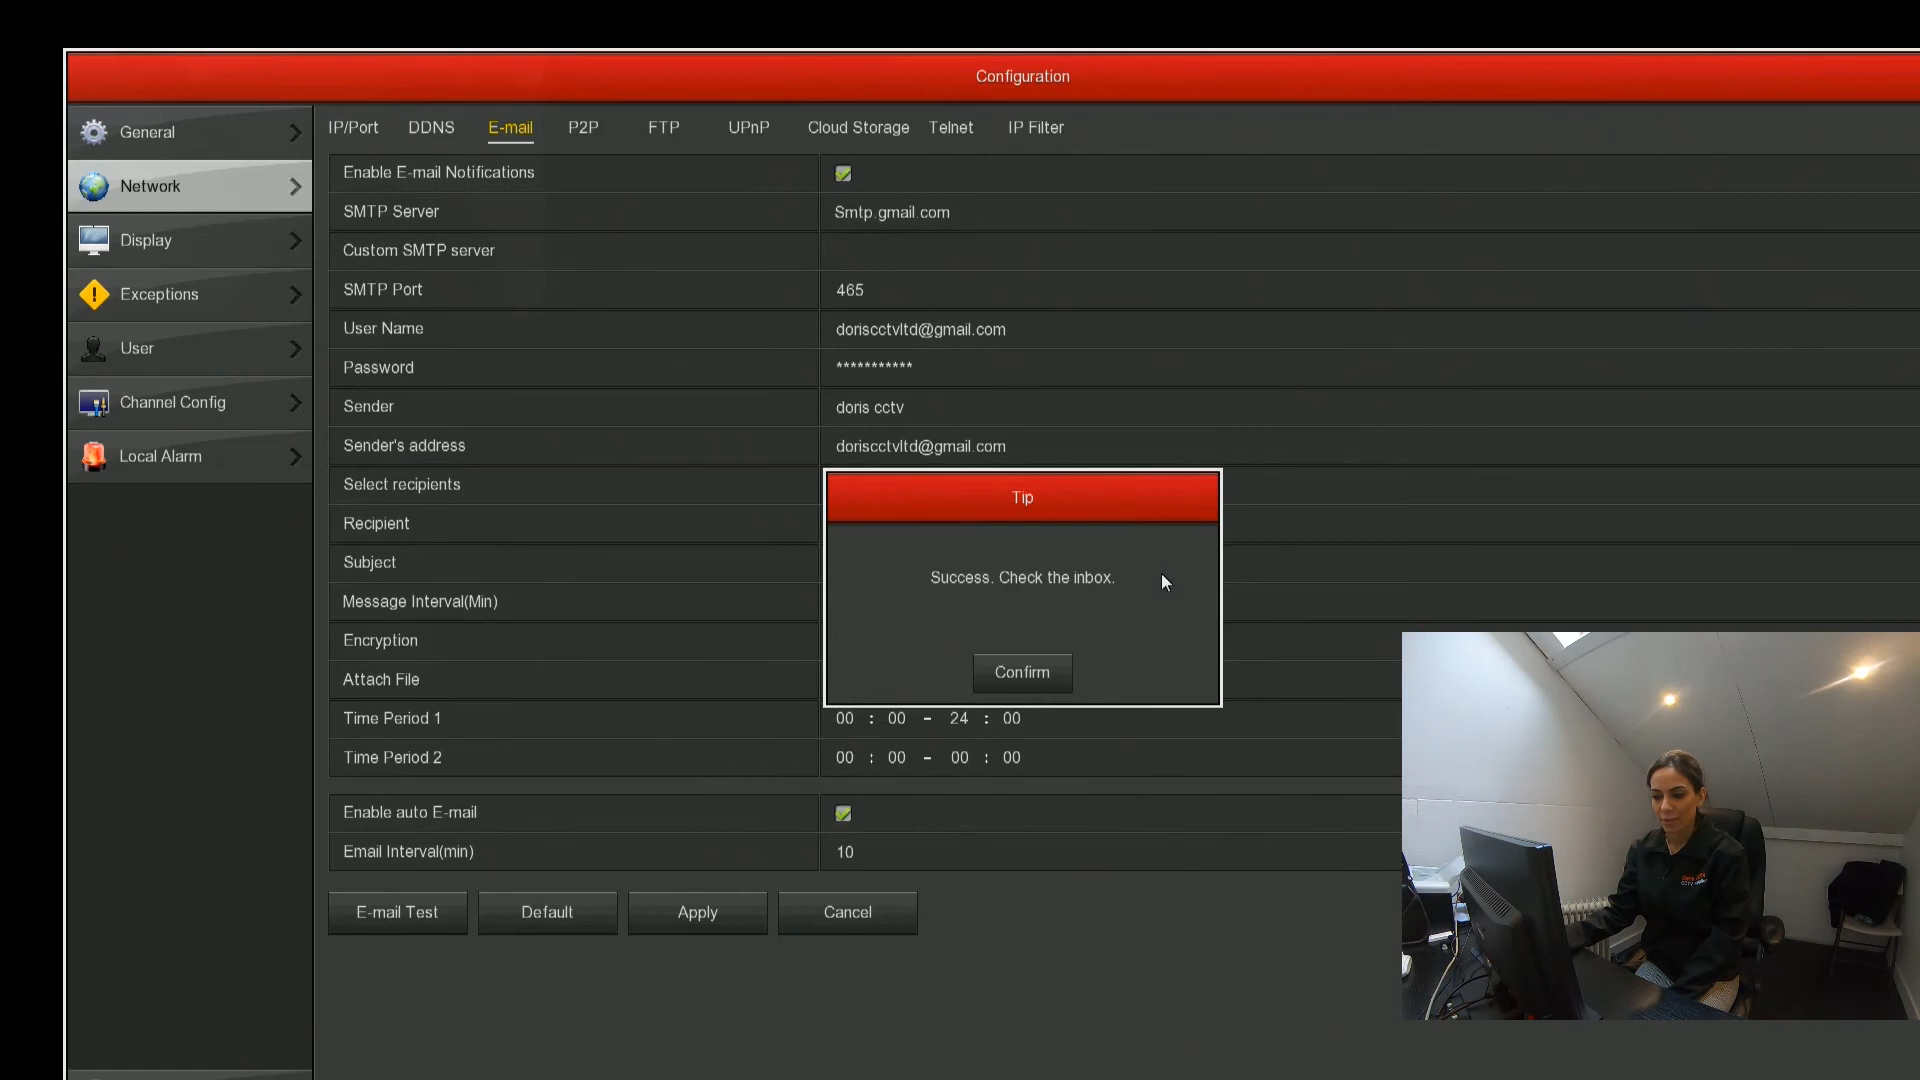 Configuration
General
Network
Display
Exceptions
User
Channel Config
Local Alarm
IP/Port DDNS E-mail P2P FTP UPnP Cloud Storage Telnet IP Filter
Enable E-mail Notifications
SMTP Server Smtp.gmail.com
Custom SMTP server
SMTP Port 465
User Name doriscctvltd@gmail.com
Password ***********
Sender doris cctv
Sender's address doriscctvltd@gmail.com
Select recipients
Recipient
Subject
Message Interval(Min)
Encryption
Attach File
Time Period 1 00 : 00 - 24 : 00
Time Period 2 00 : 00 - 00 : 00
Enable auto E-mail
Email Interval(min) 10
E-mail Test Default Apply Cancel
Tip
Success. Check the inbox.
Confirm